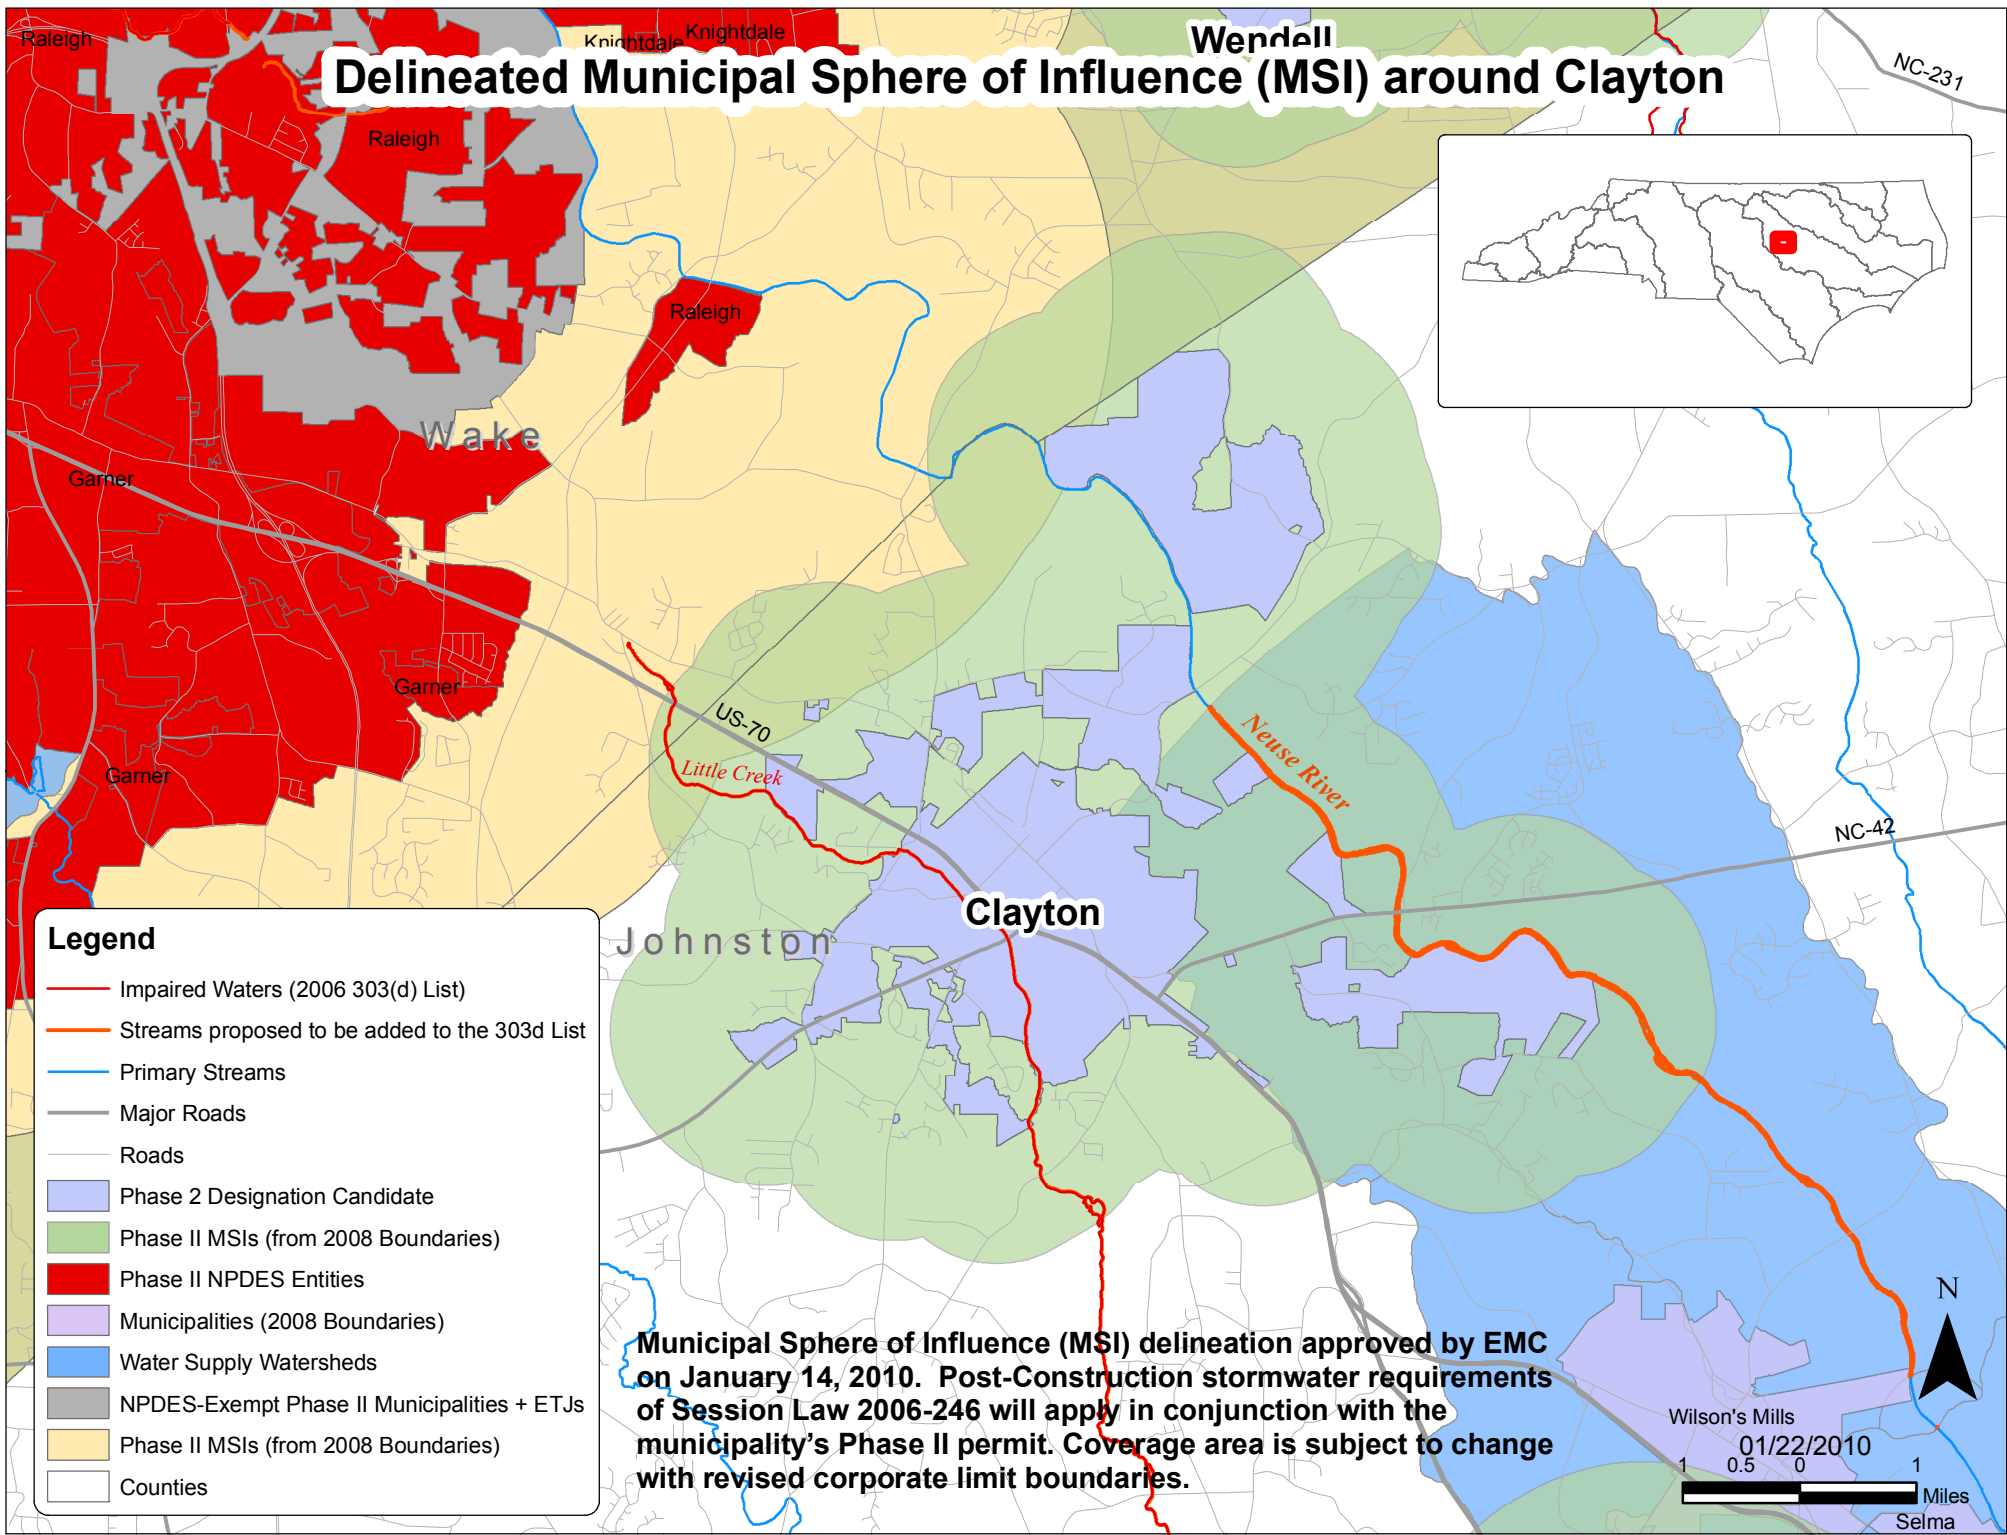 Raleigh
Knightdale
Knightdale
Wendell
Delineated Municipal Sphere of Influence (MSI) around Clayton
NC-231
Raleigh
Raleigh
Wake
Garner
Garner
US-70
Neuse River
Little Creek
Garner
NC-42
Clayton
Johnston
Legend
Impaired Waters (2006 303(d) List)
Streams proposed to be added to the 303d List
Primary Streams
Major Roads
Roads
Phase 2 Designation Candidate
Phase II MSIs (from 2008 Boundaries)
Phase II NPDES Entities
Municipalities (2008 Boundaries)
Water Supply Watersheds
NPDES-Exempt Phase II Municipalities + ETJs
Phase II MSIs (from 2008 Boundaries)
Counties
Municipal Sphere of Influence (MSI) delineation approved by EMC
on January 14, 2010.  Post-Construction stormwater requirements
of Session Law 2006-246 will apply in conjunction with the
municipality’s Phase II permit. Coverage area is subject to change
with revised corporate limit boundaries.
N
Wilson's Mills
01/22/2010
1 0.5 0 1
Miles
Selma